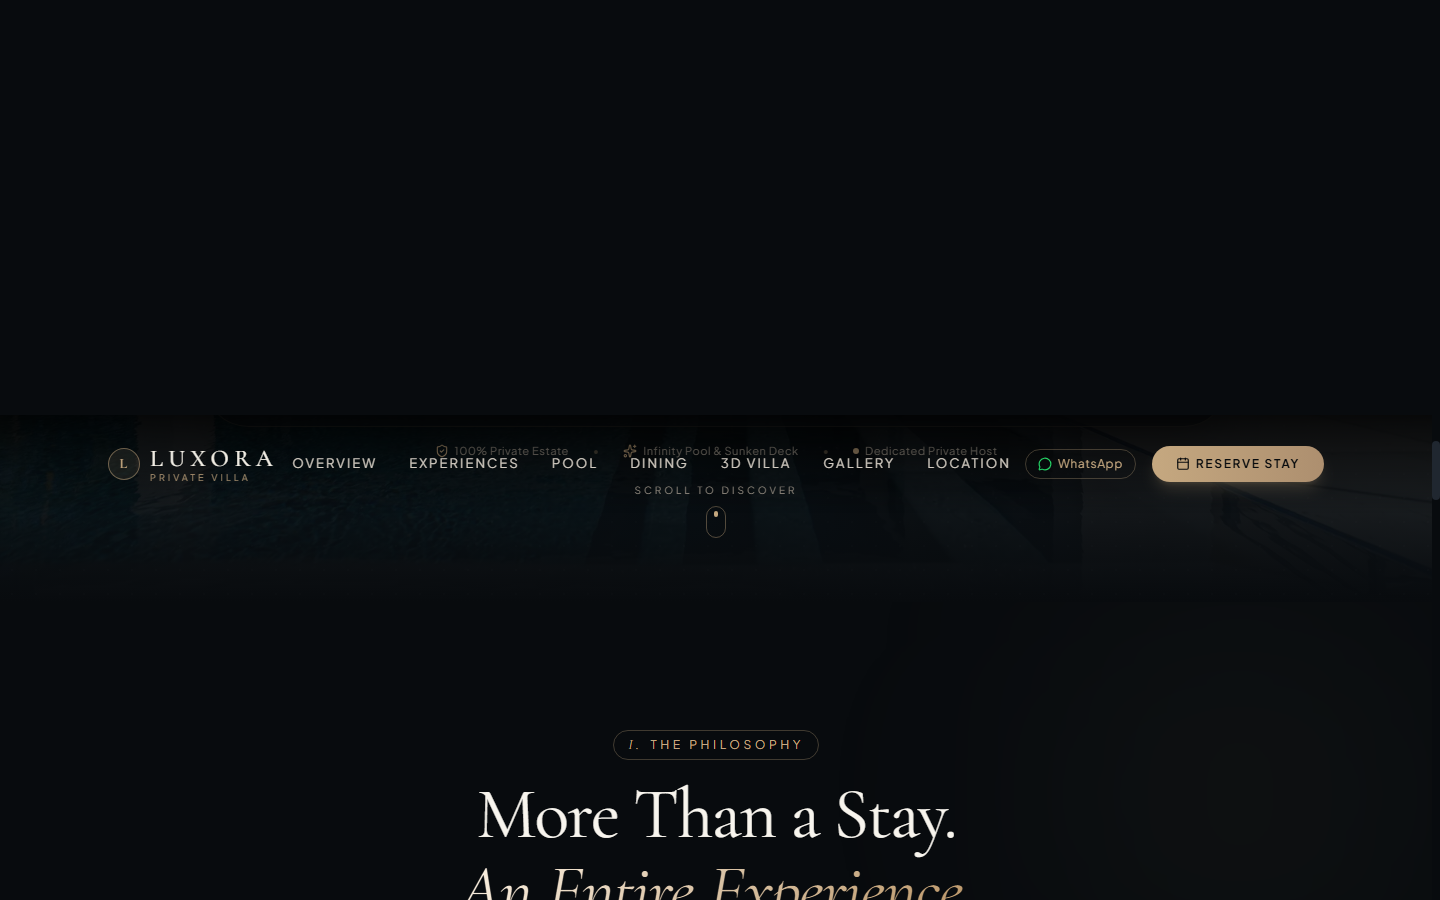 100% Private Estate • Infinity Pool & Sunken Deck • Dedicated Private Host
L LUXORA
PRIVATE VILLA
OVERVIEW EXPERIENCES POOL DINING 3D VILLA GALLERY LOCATION WhatsApp RESERVE STAY
SCROLL TO DISCOVER
I. THE PHILOSOPHY
More Than a Stay.
An Entire Experience